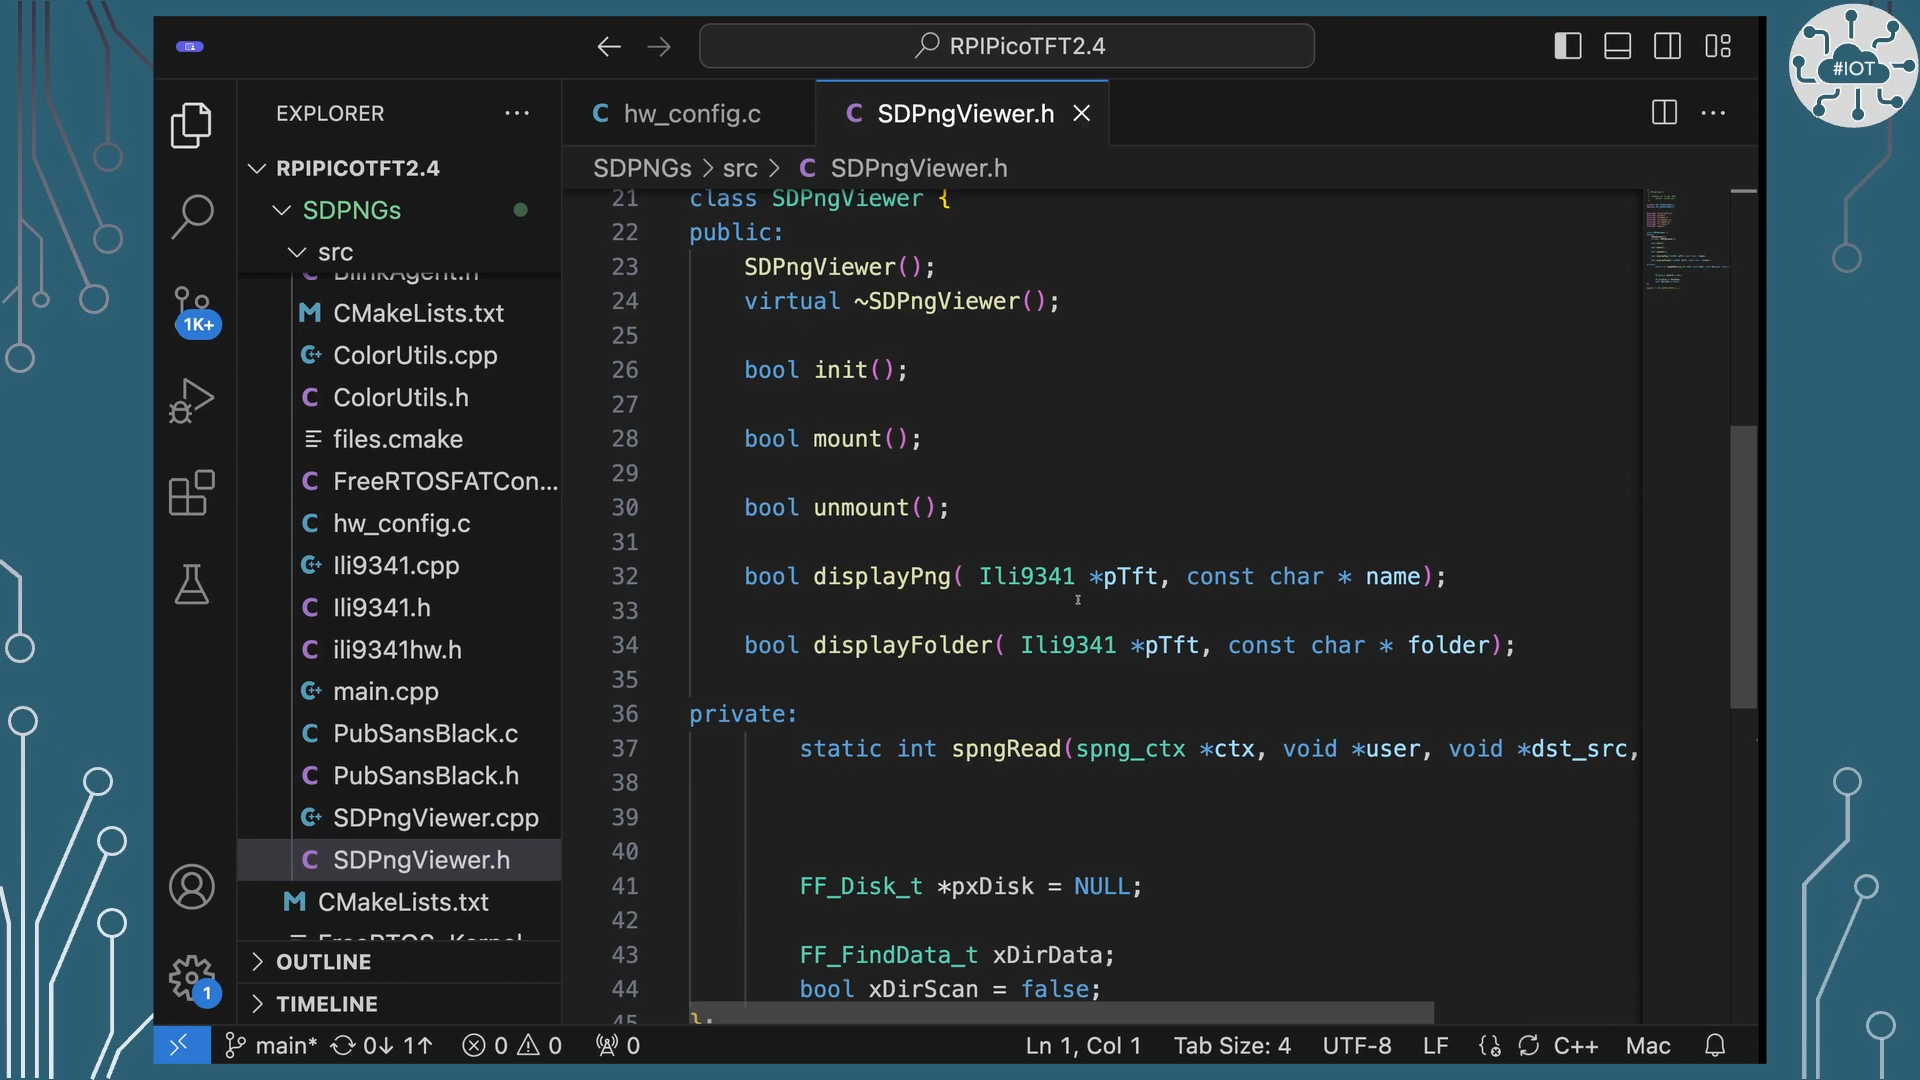 RPIPicoTFT2.4
#IOT
EXPLORER
hw_config.c
SDPngViewer.h
RPIPICOTFT2.4
SDPNGs > src > C SDPngViewer.h
SDPNGs
src
BlinkAgent.h
CMakeLists.txt
ColorUtils.cpp
ColorUtils.h
files.cmake
FreeRTOSFATCon...
hw_config.c
Ili9341.cpp
Ili9341.h
ili9341hw.h
main.cpp
PubSansBlack.c
PubSansBlack.h
SDPngViewer.cpp
SDPngViewer.h
CMakeLists.txt
OUTLINE
TIMELINE
1K+
1
21 class SDPngViewer {
22 public:
23 SDPngViewer();
24 virtual ~SDPngViewer();
25
26 bool init();
27
28 bool mount();
29
30 bool unmount();
31
32 bool displayPng( Ili9341 *pTft, const char * name);
33
34 bool displayFolder( Ili9341 *pTft, const char * folder);
35
36 private:
37 static int spngRead(spng_ctx *ctx, void *user, void *dst_src,
38
39
40
41 FF_Disk_t *pxDisk = NULL;
42
43 FF_FindData_t xDirData;
44 bool xDirScan = false;
45 };
main* 0↓ 1↑ 0 0 0 Ln 1, Col 1 Tab Size: 4 UTF-8 LF C++ Mac